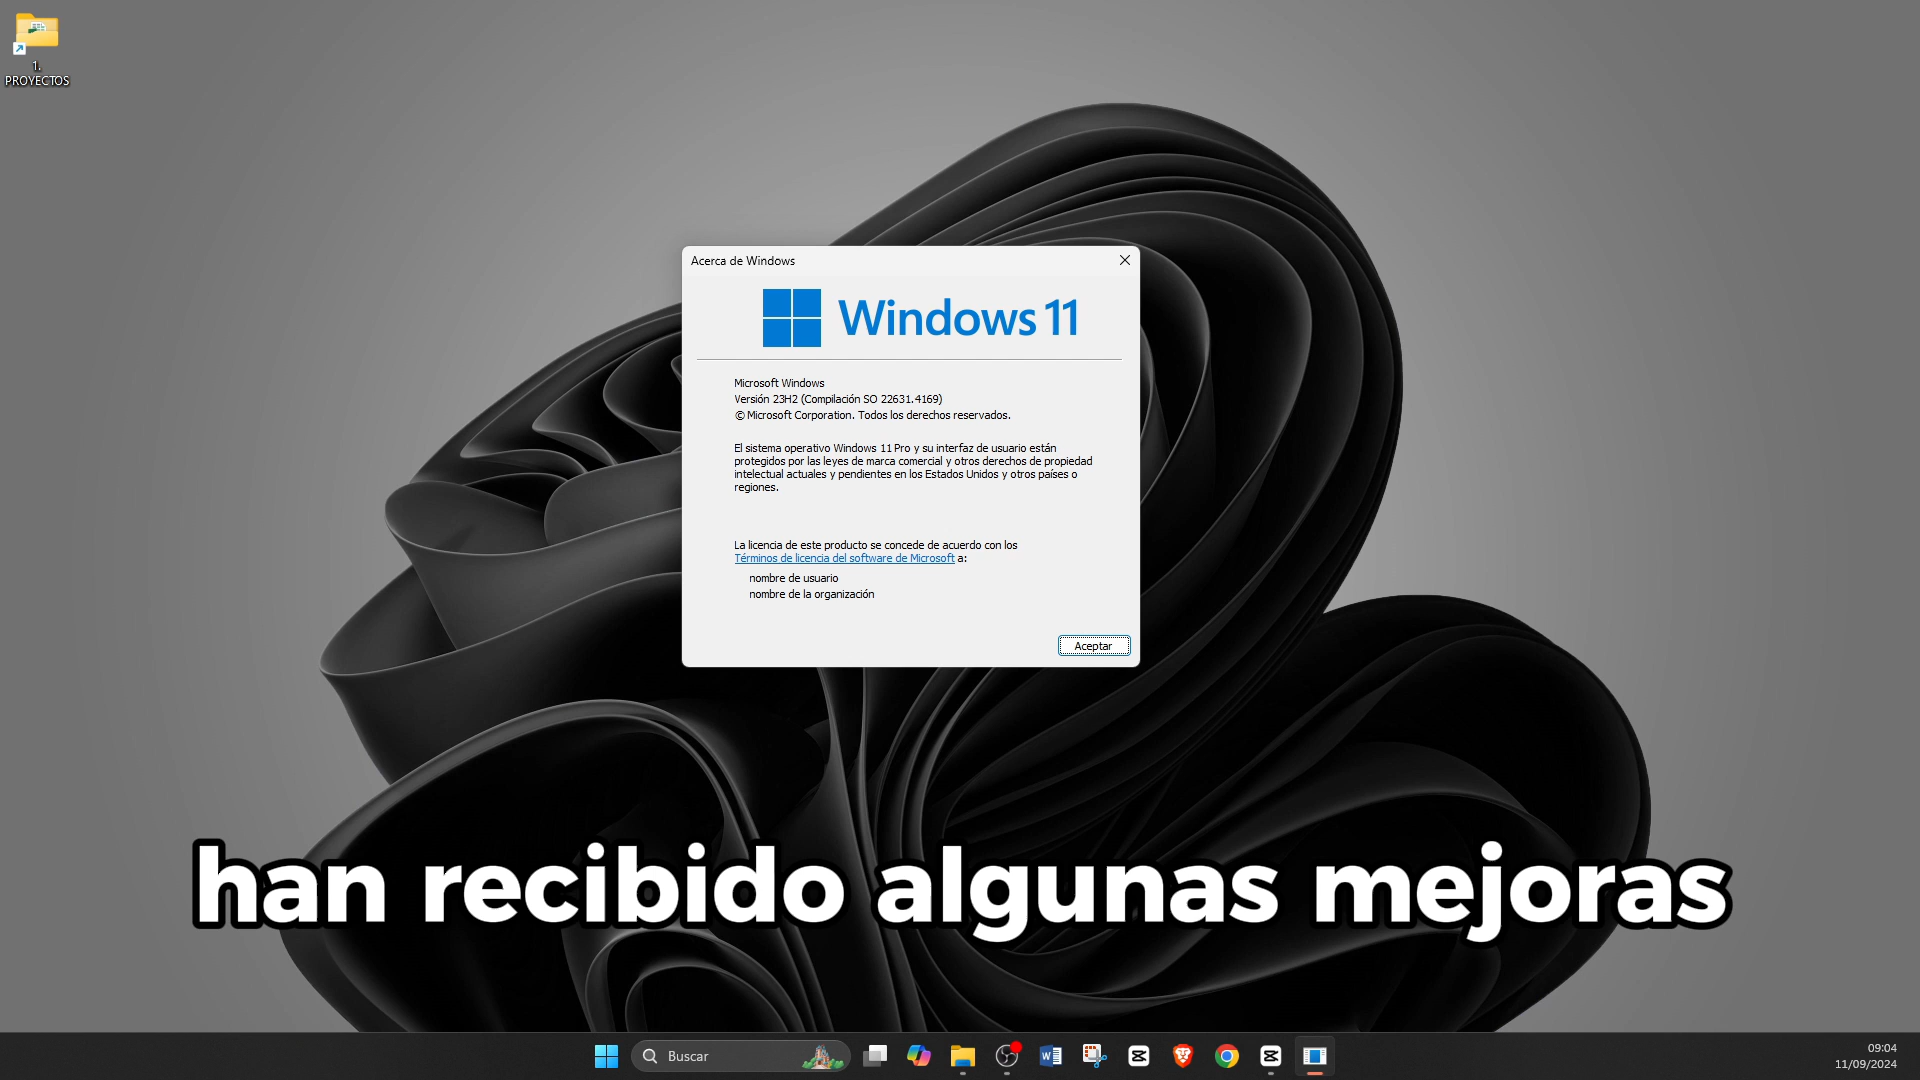 1.
PROYECTOS
Acerca de Windows
Windows 11
Microsoft Windows
Versión 23H2 (Compilación SO 22631.4169)
© Microsoft Corporation. Todos los derechos reservados.
El sistema operativo Windows 11 Pro y su interfaz de usuario están
protegidos por las leyes de marca comercial y otros derechos de propiedad
intelectual actuales y pendientes en los Estados Unidos y otros países o
regiones.
La licencia de este producto se concede de acuerdo con los
Términos de licencia del software de Microsoft a:
nombre de usuario
nombre de la organización
Aceptar
han recibido algunas mejoras
Buscar
09:04
11/09/2024